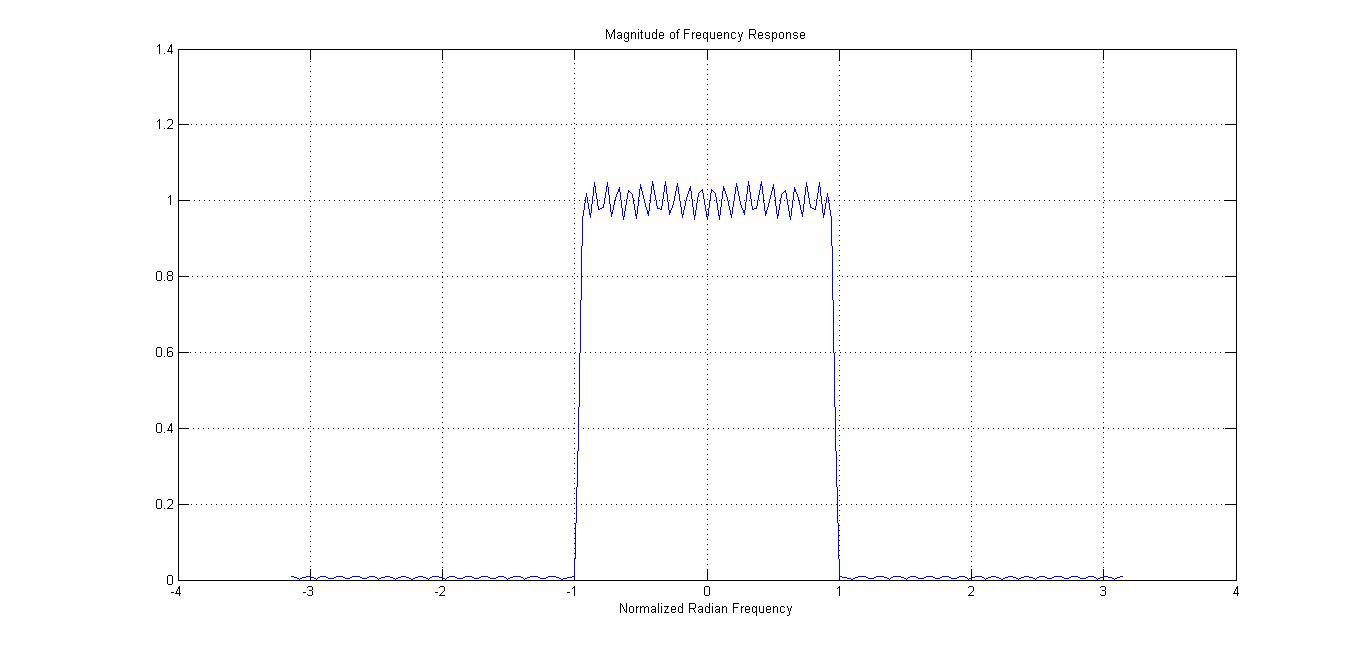 Magnitude of Frequency Response
1.4
1.2
1
0.8
0.6
0.4
0.2
0
-4 -3 -2 -1 0 1 2 3 4
Normalized Radian Frequency